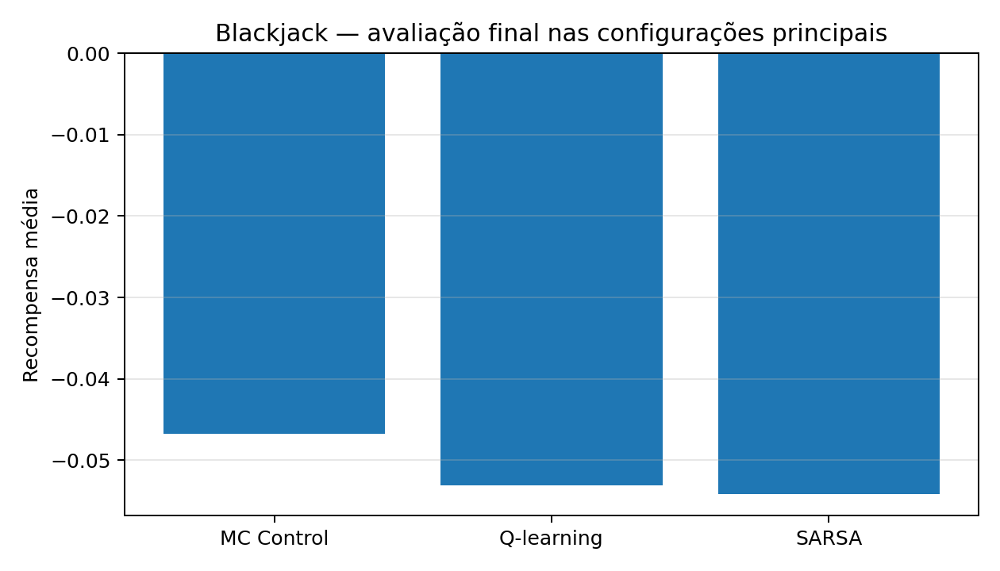 Blackjack — avaliação final nas configurações principais
0.00
−0.01
−0.02
−0.03
−0.04
−0.05
Recompensa média
MC Control
Q-learning
SARSA